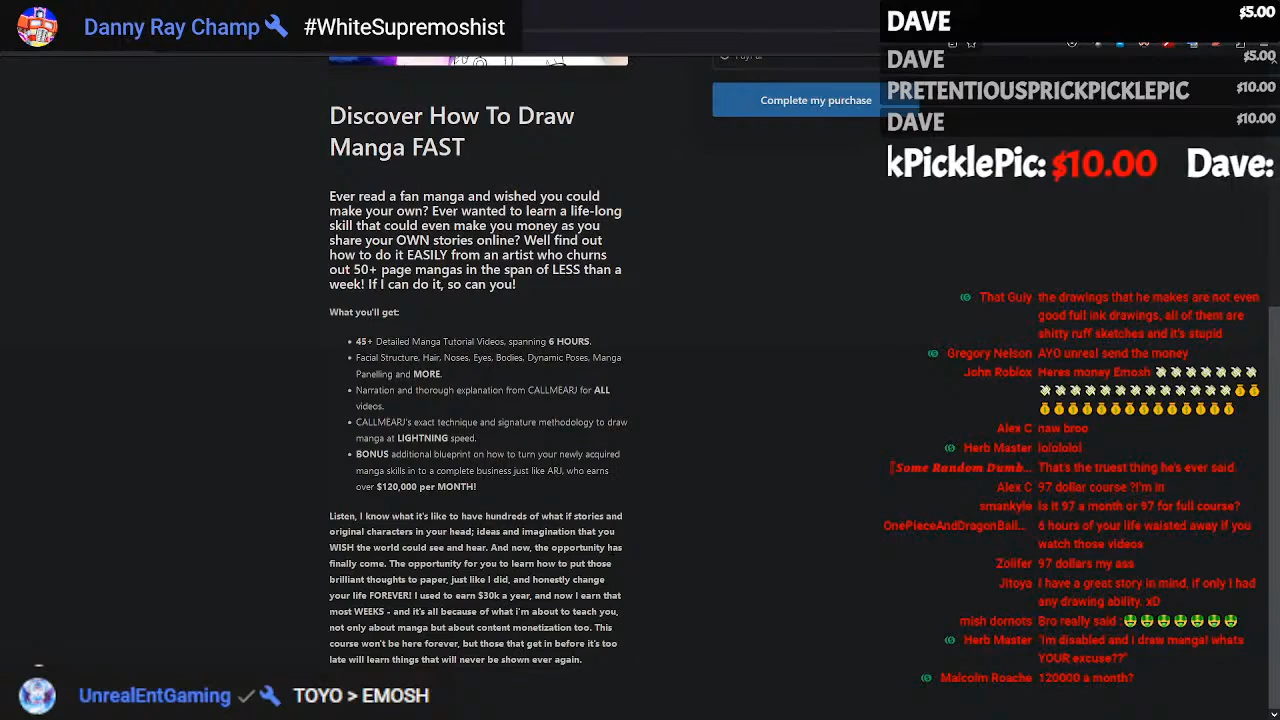 Danny Ray Champ #WhiteSupremoshist
DAVE $5.00
DAVE $5.00
PRETENTIOUSPRICKPICKLEPIC $10.00
DAVE $10.00
kPicklePic: $10.00 Dave:
PayPal
Complete my purchase
Discover How To Draw
Manga FAST
Ever read a fan manga and wished you could
make your own? Ever wanted to learn a life-long
skill that could even make you money as you
share your OWN stories online? Well find out
how to do it EASILY from an artist who churns
out 50+ page mangas in the span of LESS than a
week! If I can do it, so can you!
What you'll get:
• 45+ Detailed Manga Tutorial Videos, spanning 6 HOURS.
• Facial Structure, Hair, Noses, Eyes, Bodies, Dynamic Poses, Manga
Panelling and MORE.
• Narration and thorough explanation from CALLMEARJ for ALL
videos.
• CALLMEARJ's exact technique and signature methodology to draw
manga at LIGHTNING speed.
• BONUS additional blueprint on how to turn your newly acquired
manga skills in to a complete business just like ARJ, who earns
over $120,000 per MONTH!
Listen, I know what it's like to have hundreds of what if stories and
original characters in your head; ideas and imagination that you
WISH the world could see and hear. And now, the opportunity has
finally come. The opportunity for you to learn how to put those
brilliant thoughts to paper, just like I did, and honestly change
your life FOREVER! I used to earn $30k a year, and now I earn that
most WEEKS - and it's all because of what i'm about to teach you,
not only about manga but about content monetization too. This
course won't be here forever, but those that get in before it's too
late will learn things that will never be shown ever again.
That Guiy the drawings that he makes are not even
good full ink drawings, all of them are
shitty ruff sketches and it's stupid
Gregory Nelson AYO unreal send the money
John Roblox Heres money Emosh 💸💸💸💸💸💸💸
💸💸💸💸💸💸💸💸💸💸💸💸💸💰💰
💰💰💰💰💰💰💰💰💰💰💰💰💰💰
Alex C naw broo
Herb Master lolololol
『Some Random Dumb... That's the truest thing he's ever said
Alex C 97 dollar course ?I'm in
smankyle Is it 97 a month or 97 for full course?
OnePieceAndDragonBall... 6 hours of your life waisted away if you
watch those videos
Zolifer 97 dollars my ass
Jitoya I have a great story in mind, if only I had
any drawing ability. xD
mish dornots Bro really said 🤑🤑🤑🤑🤑🤑🤑
Herb Master "I'm disabled and i draw manga! whats
YOUR excuse??"
Malcolm Roache 120000 a month?
UnrealEntGaming TOYO > EMOSH